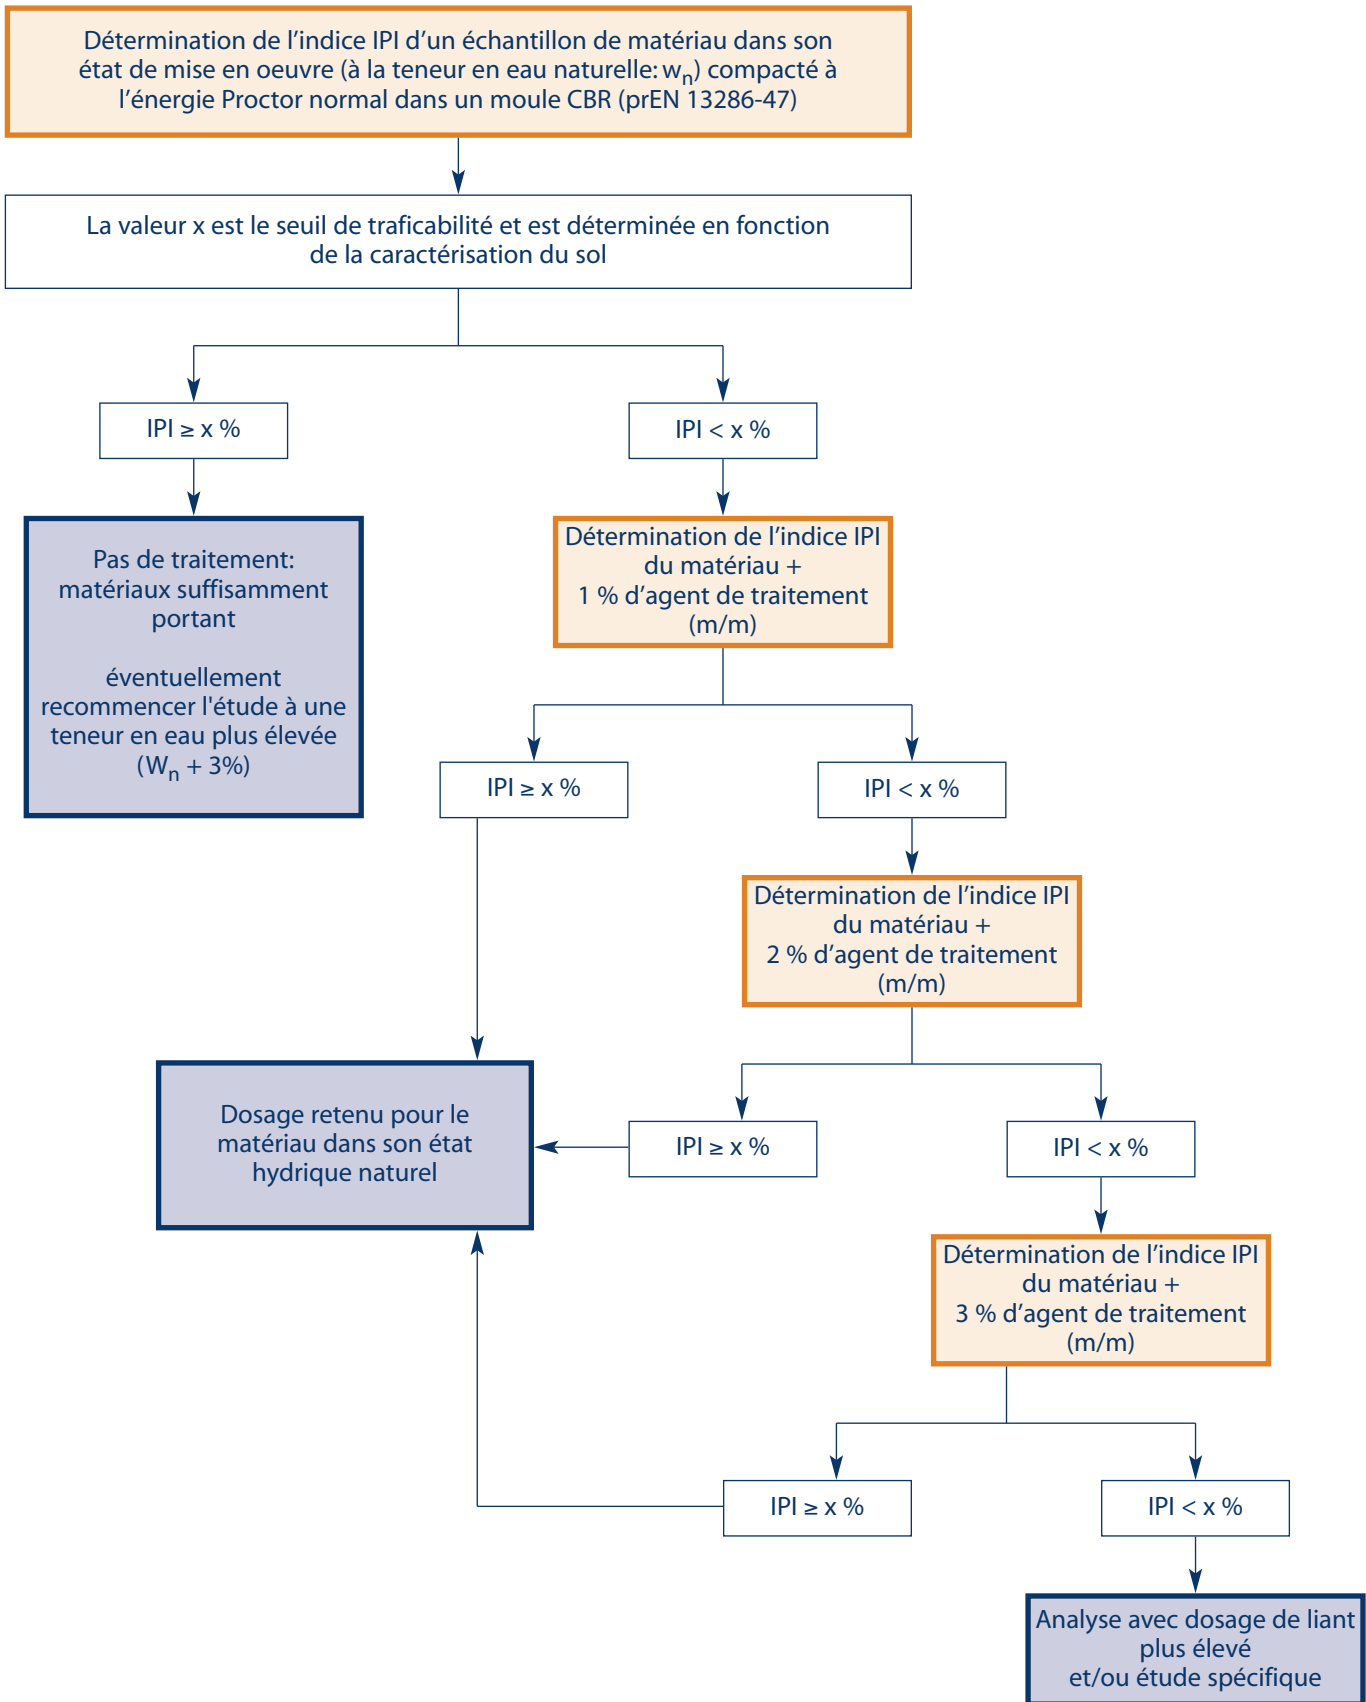 Détermination de l’indice IPI d’un échantillon de matériau dans son
état de mise en oeuvre (à la teneur en eau naturelle: wn) compacté à
l’énergie Proctor normal dans un moule CBR (prEN 13286-47)
La valeur x est le seuil de traficabilité et est déterminée en fonction
de la caractérisation du sol
IPI ≥ x %
IPI < x %
Pas de traitement:
matériaux suffisamment
portant
éventuellement
recommencer l'étude à une
teneur en eau plus élevée
(Wn + 3%)
Détermination de l’indice IPI
du matériau +
1 % d’agent de traitement
(m/m)
IPI ≥ x %
IPI < x %
Détermination de l’indice IPI
du matériau +
2 % d’agent de traitement
(m/m)
Dosage retenu pour le
matériau dans son état
hydrique naturel
IPI ≥ x %
IPI < x %
Détermination de l’indice IPI
du matériau +
3 % d’agent de traitement
(m/m)
IPI ≥ x %
IPI < x %
Analyse avec dosage de liant
plus élevé
et/ou étude spécifique